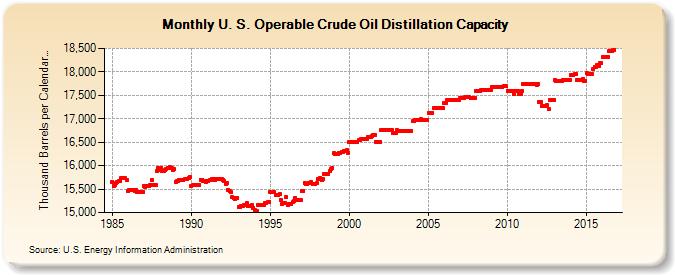 Monthly U. S. Operable Crude Oil Distillation Capacity
Thousand Barrels per Calendar...
18,500
18,000
17,500
17,000
16,500
16,000
15,500
15,000
1985 1990 1995 2000 2005 2010 2015
Source: U.S. Energy Information Administration